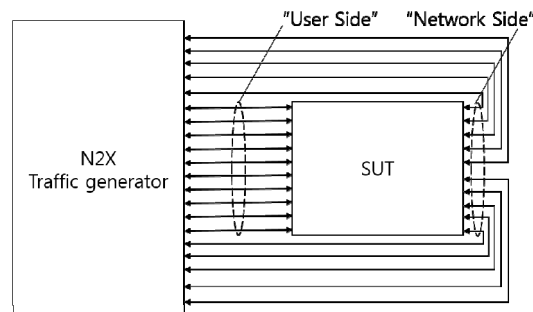 "User Side"
"Network Side"
N2X
Traffic generator
SUT